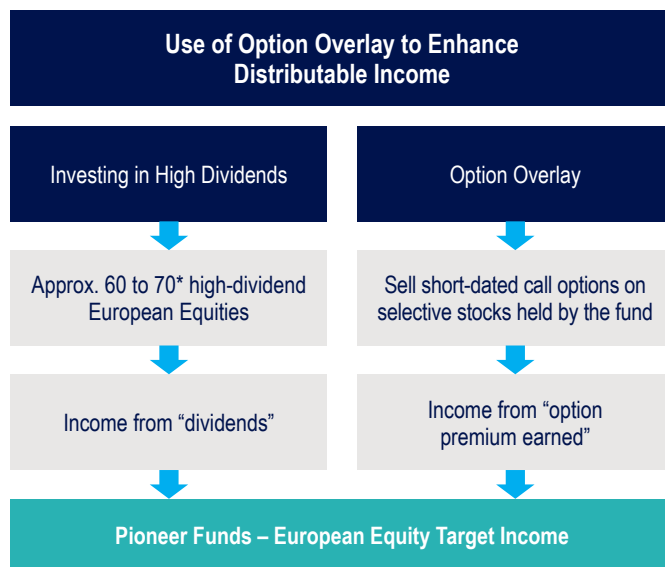 Use of Option Overlay to Enhance
Distributable Income
Investing in High Dividends
Option Overlay
Approx. 60 to 70* high-dividend
European Equities
Sell short-dated call options on
selective stocks held by the fund
Income from “dividends”
Income from “option
premium earned”
Pioneer Funds – European Equity Target Income